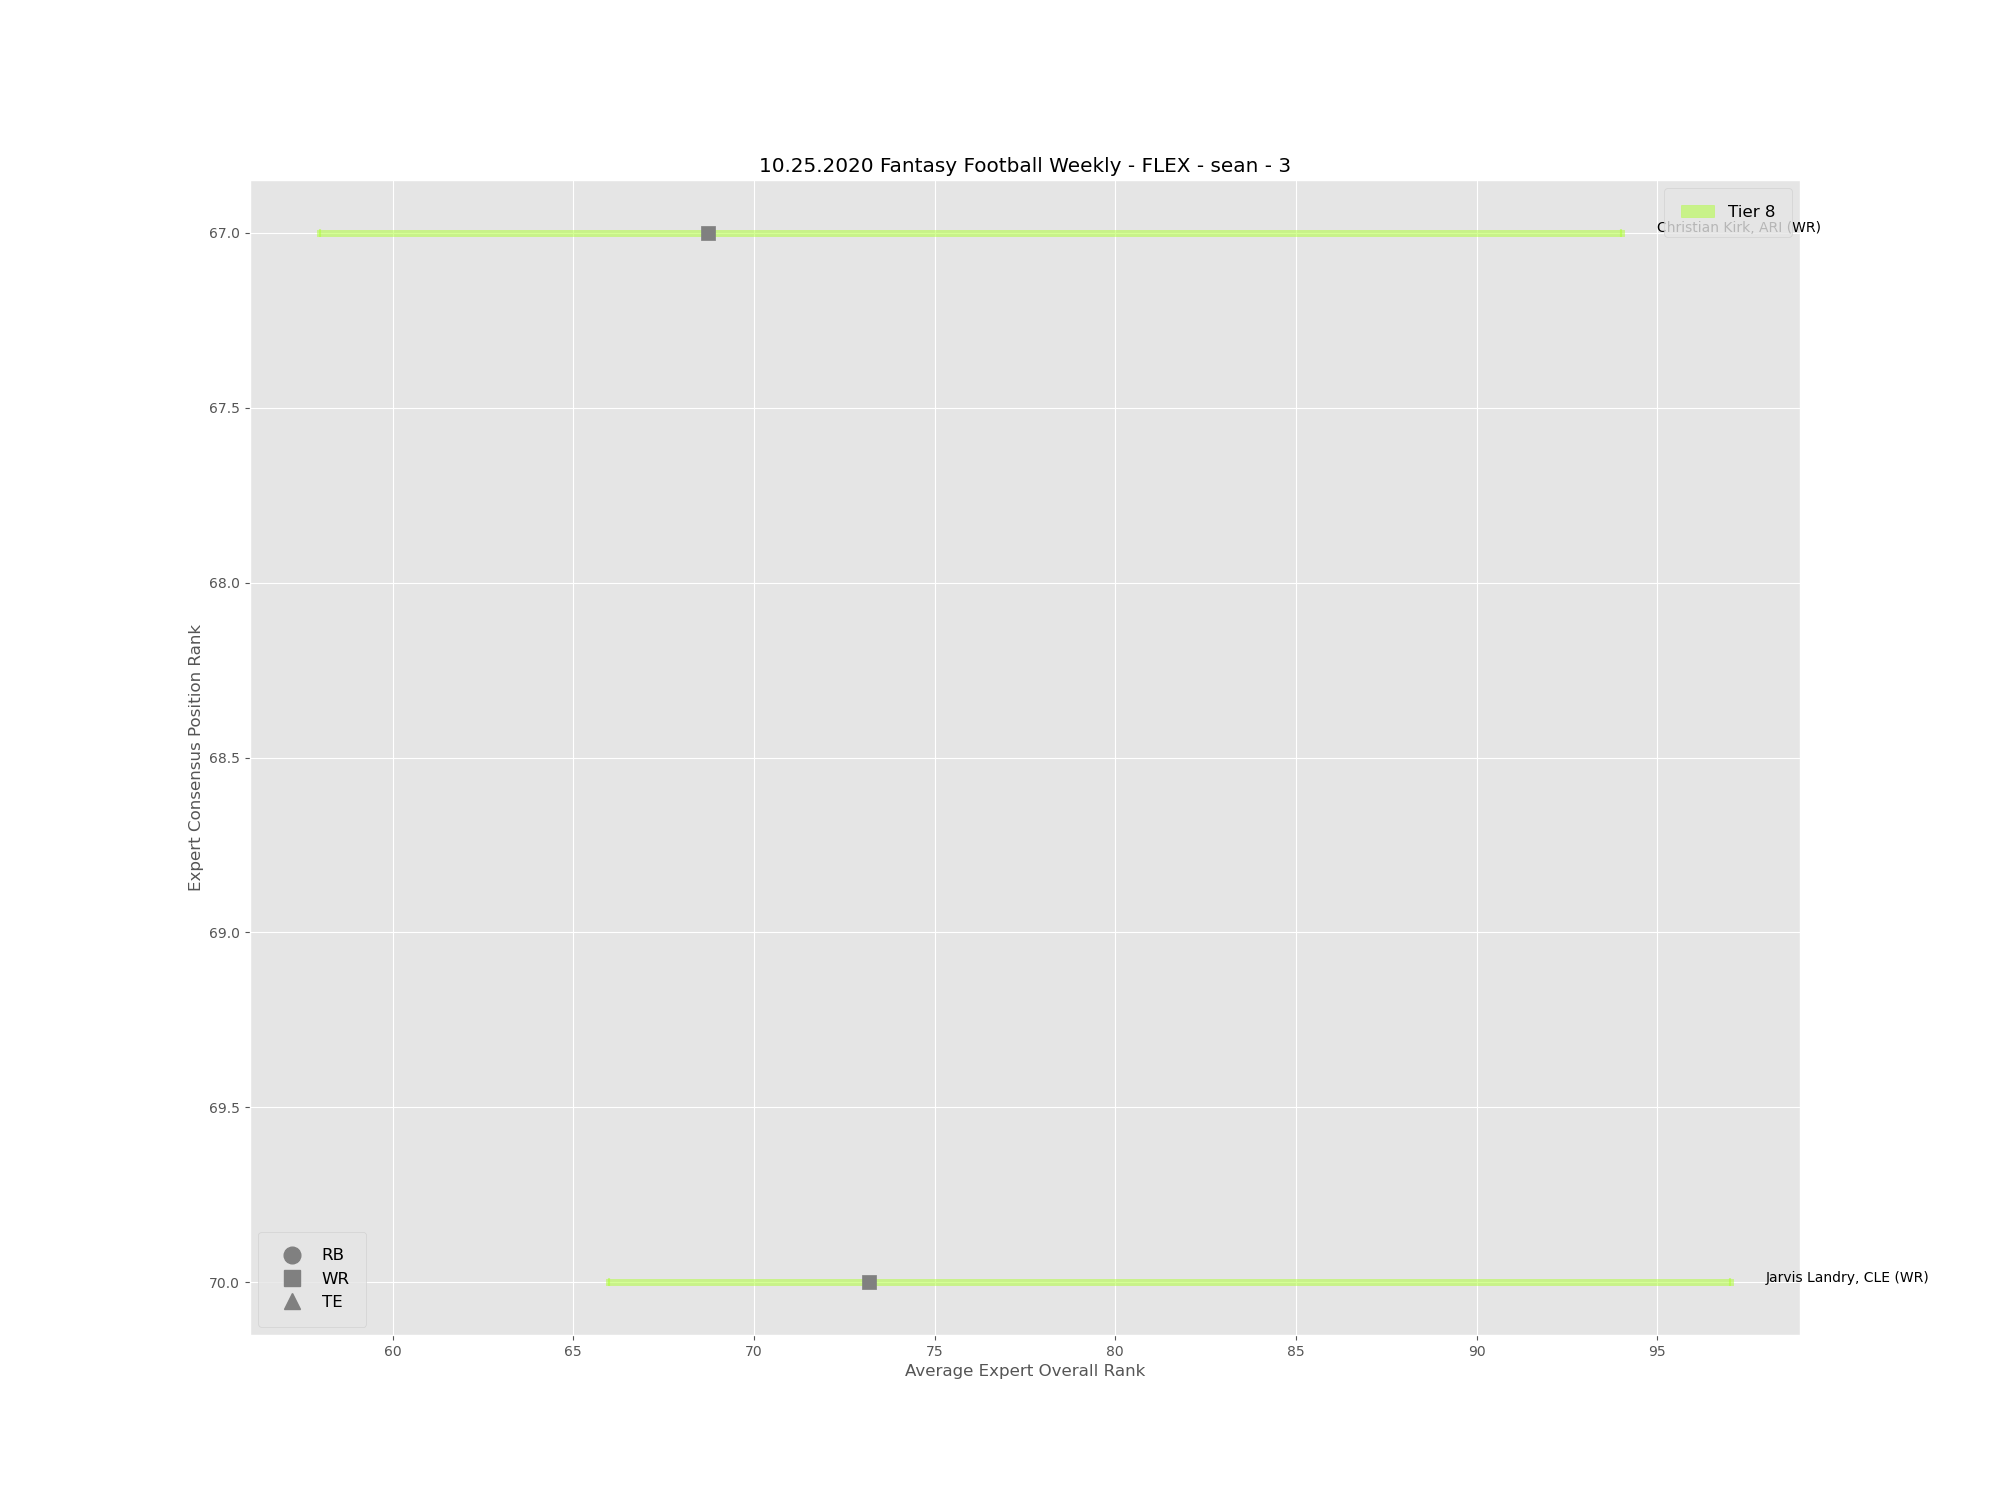 10.25.2020 Fantasy Football Weekly - FLEX - sean - 3
Tier 8
Christian Kirk, ARI (WR)
67.0
67.5
68.0
68.5
69.0
69.5
70.0
Expert Consensus Position Rank
RB
WR
TE
Jarvis Landry, CLE (WR)
60 65 70 75 80 85 90 95
Average Expert Overall Rank